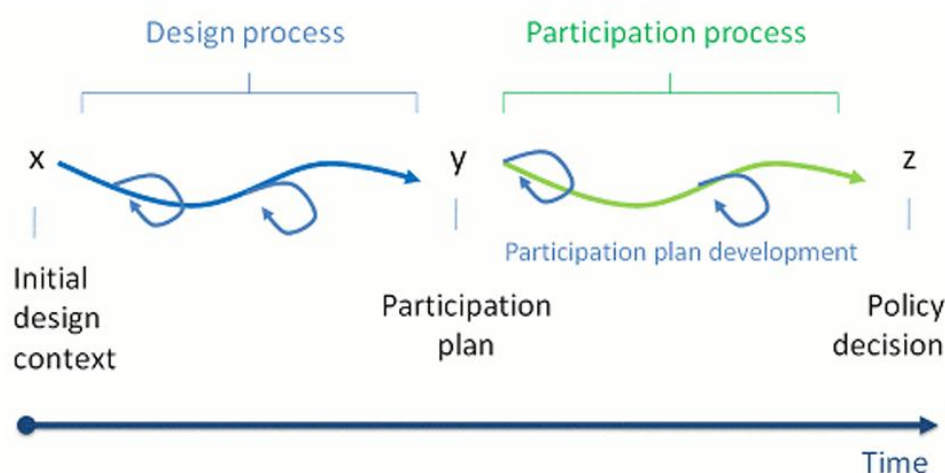 Design process
Participation process
x
y
z
Participation plan development
Initial
design
context
Participation
plan
Policy
decision
Time